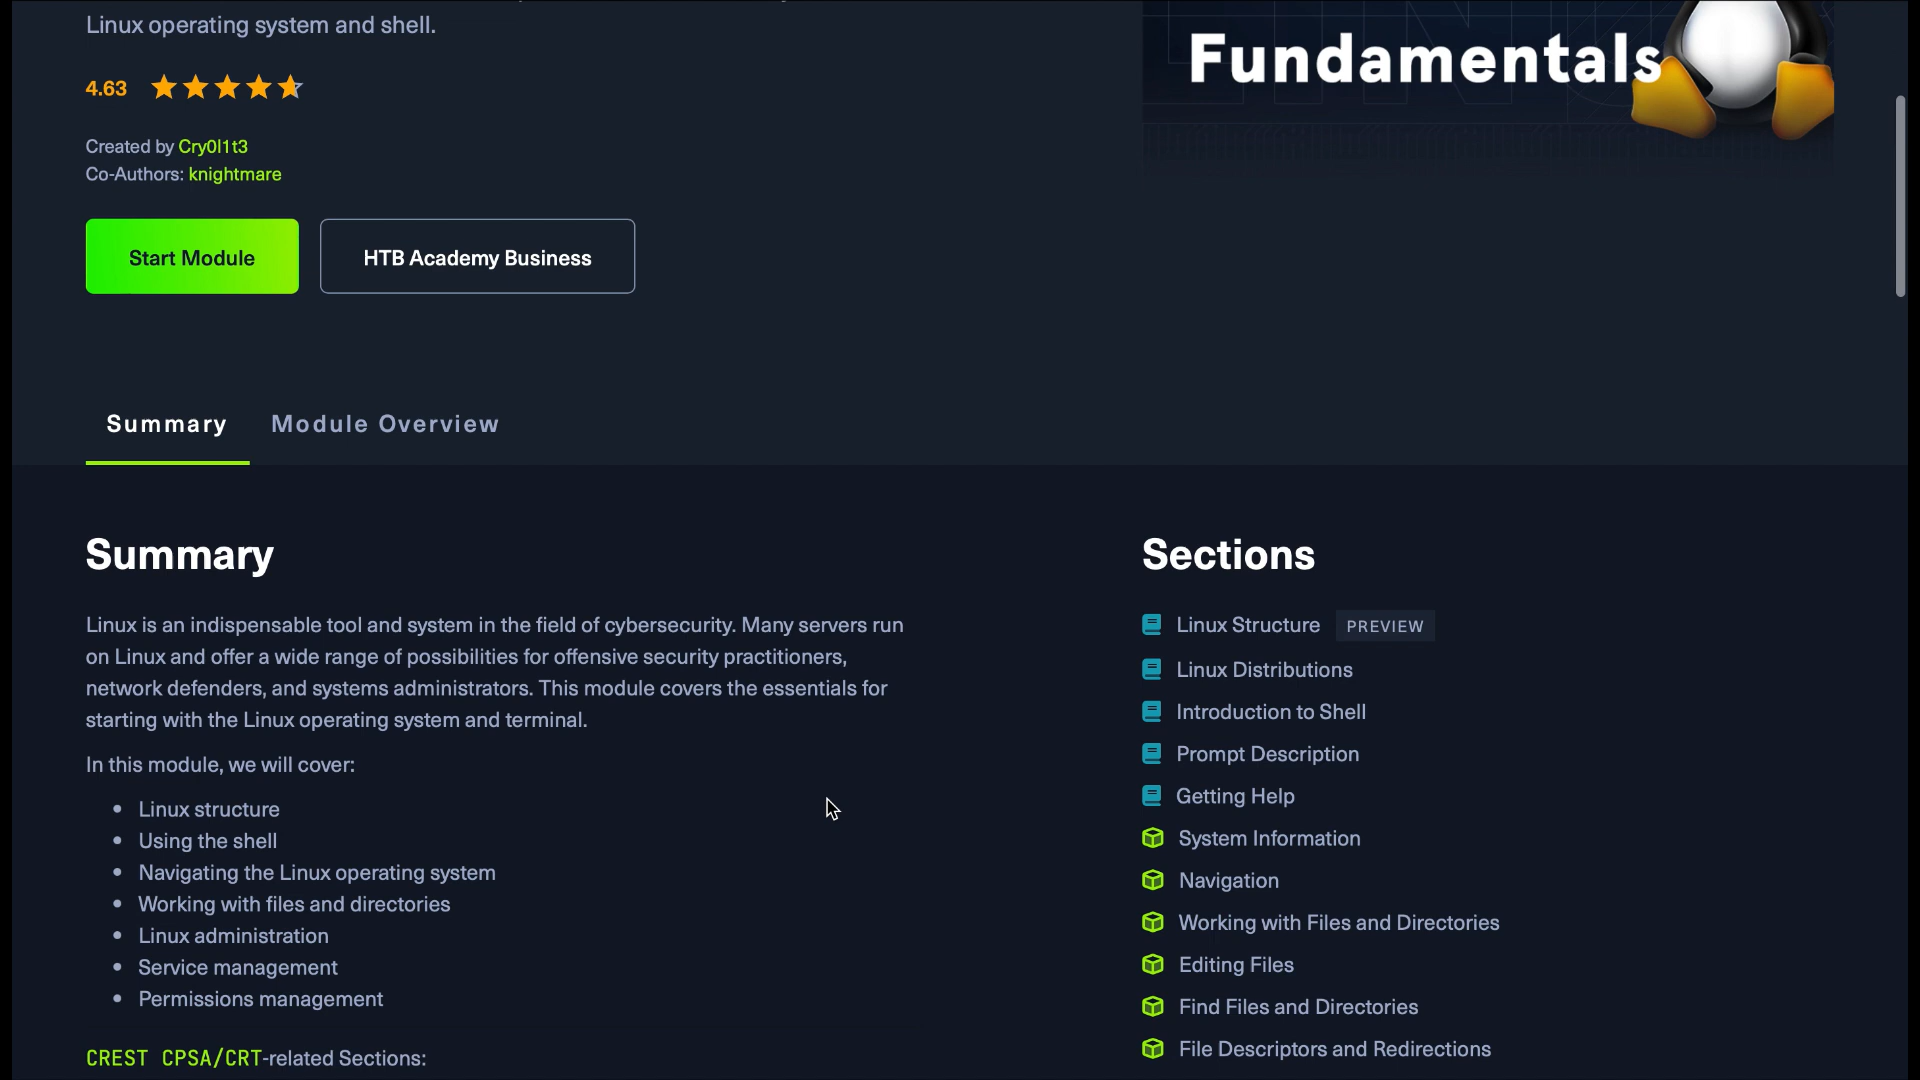 Linux operating system and shell.
Fundamentals
4.63
Created by Cry0l1t3
Co-Authors: knightmare
Start Module
HTB Academy Business
Summary
Module Overview
Summary
Linux is an indispensable tool and system in the field of cybersecurity. Many servers run
on Linux and offer a wide range of possibilities for offensive security practitioners,
network defenders, and systems administrators. This module covers the essentials for
starting with the Linux operating system and terminal.
In this module, we will cover:
• Linux structure
• Using the shell
• Navigating the Linux operating system
• Working with files and directories
• Linux administration
• Service management
• Permissions management
CREST CPSA/CRT-related Sections:
Sections
Linux Structure PREVIEW
Linux Distributions
Introduction to Shell
Prompt Description
Getting Help
System Information
Navigation
Working with Files and Directories
Editing Files
Find Files and Directories
File Descriptors and Redirections